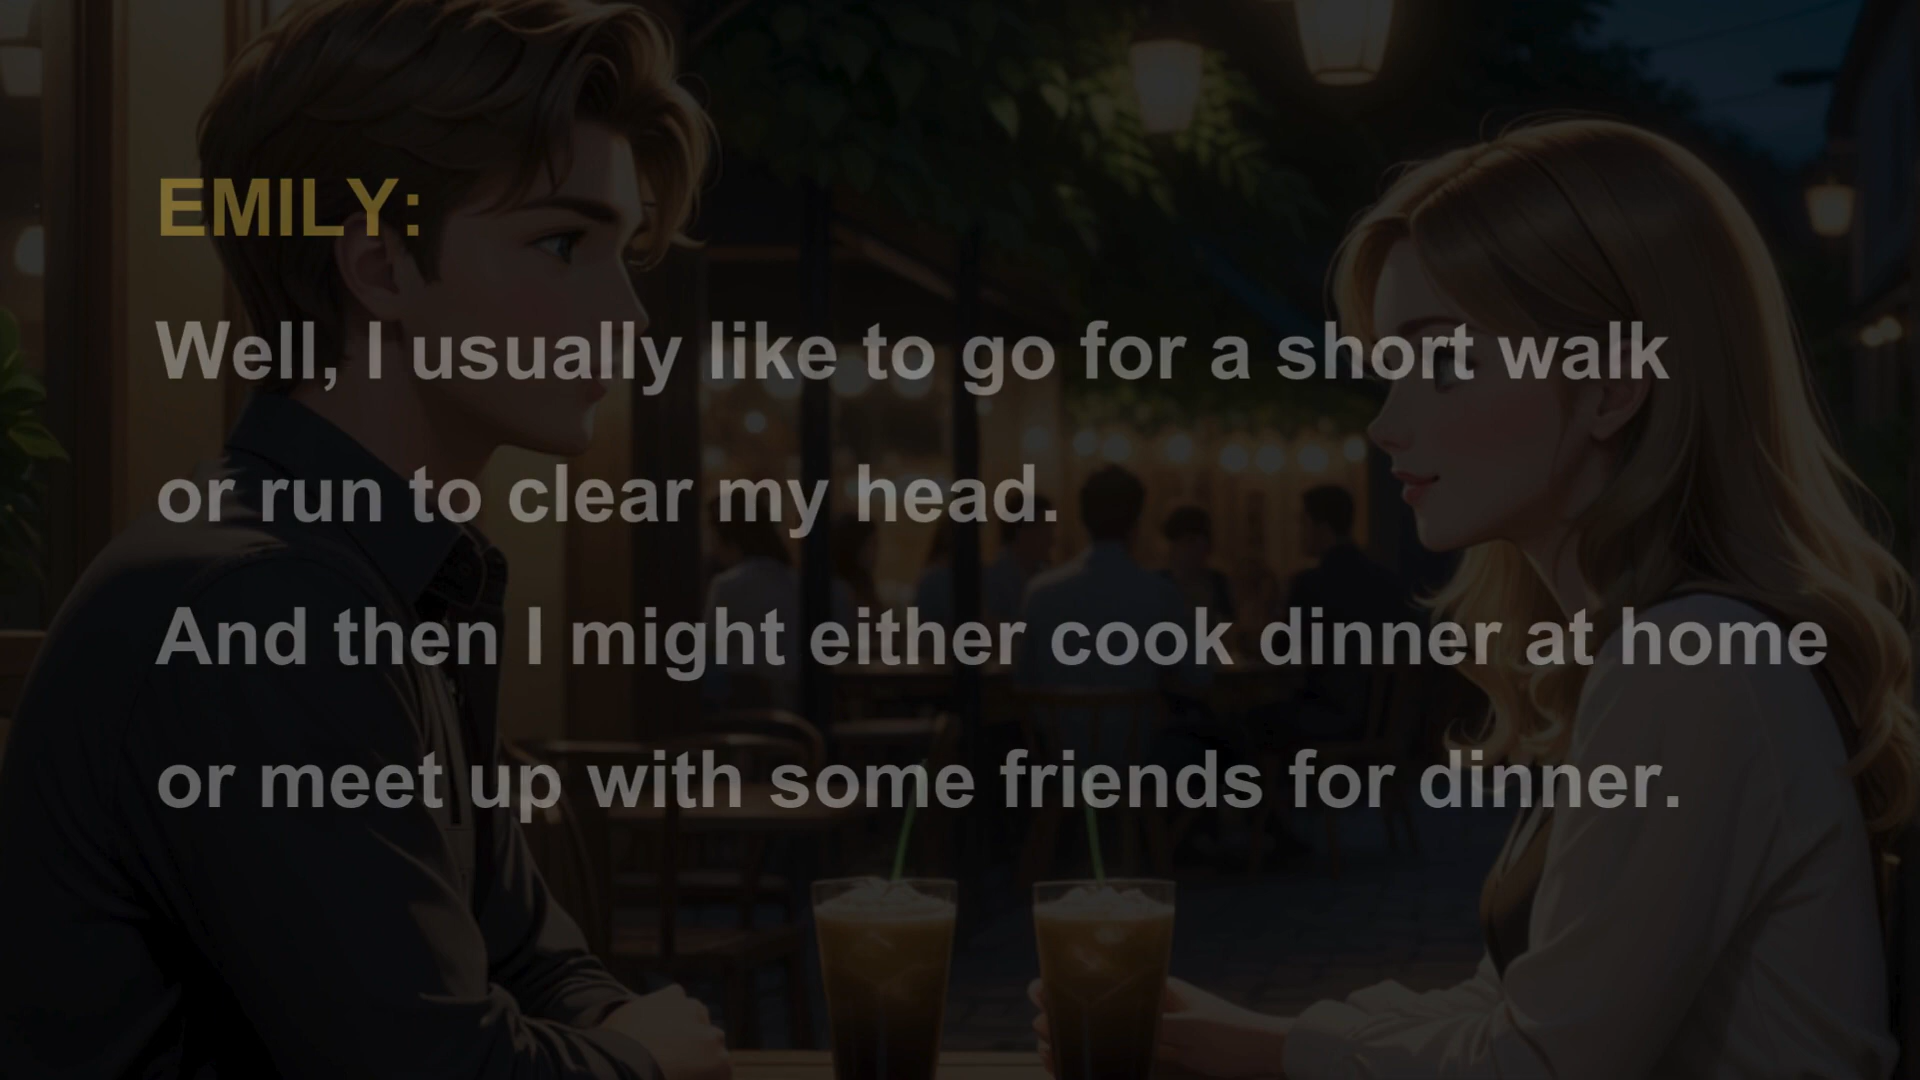 EMILY:
Well, I usually like to go for a short walk
or run to clear my head.
And then I might either cook dinner at home
or meet up with some friends for dinner.